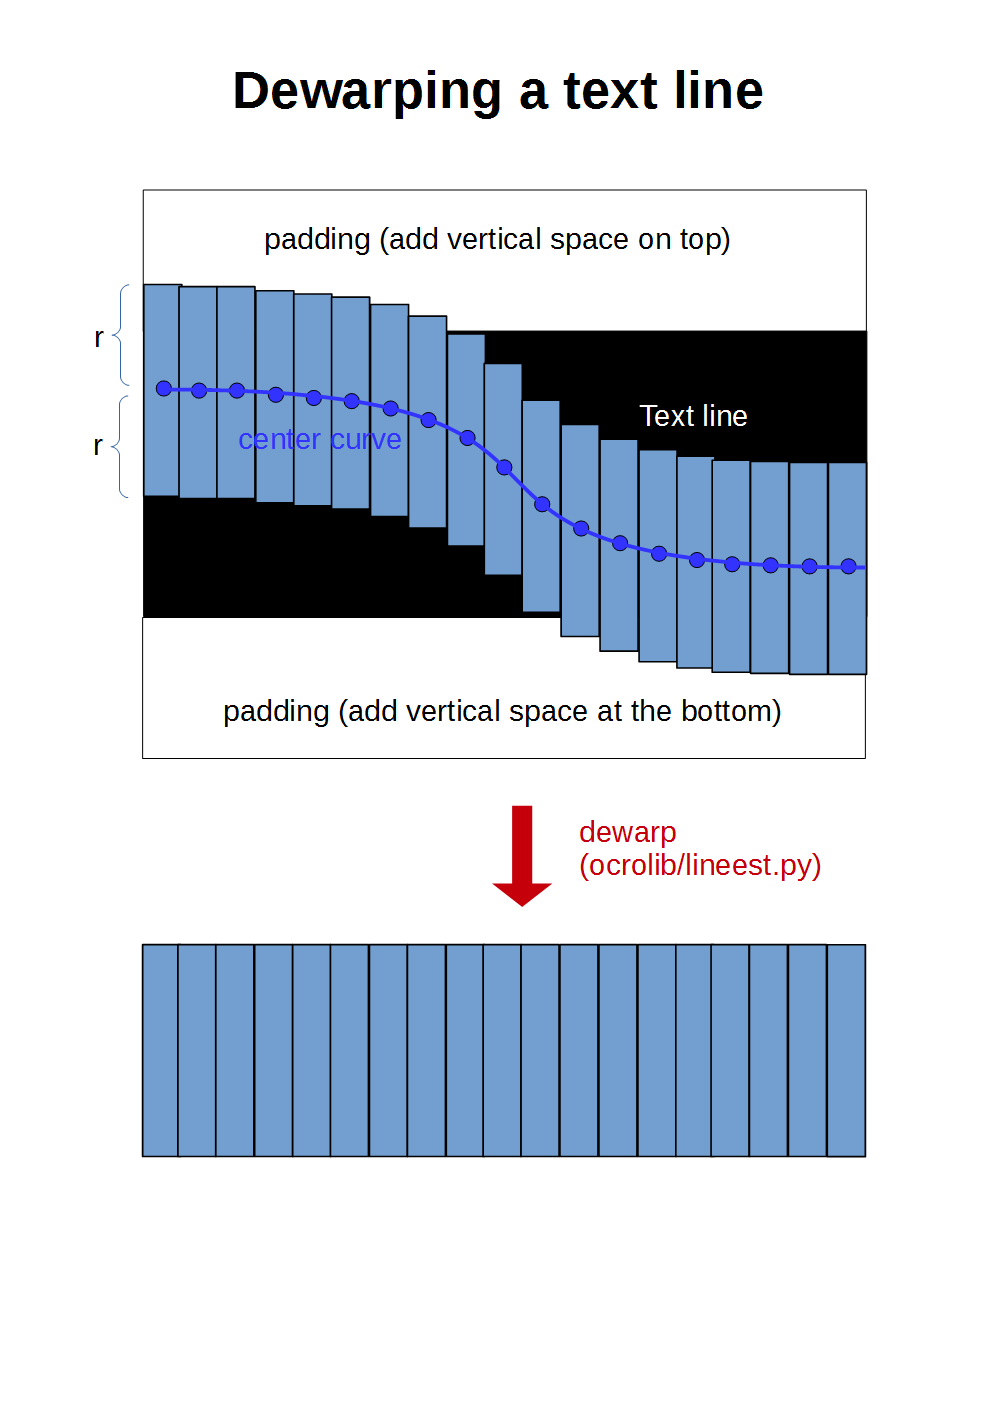 Dewarping a text line
padding (add vertical space on top)
r
Text line
center curve
r
padding (add vertical space at the bottom)
dewarp
(ocrolib/lineest.py)